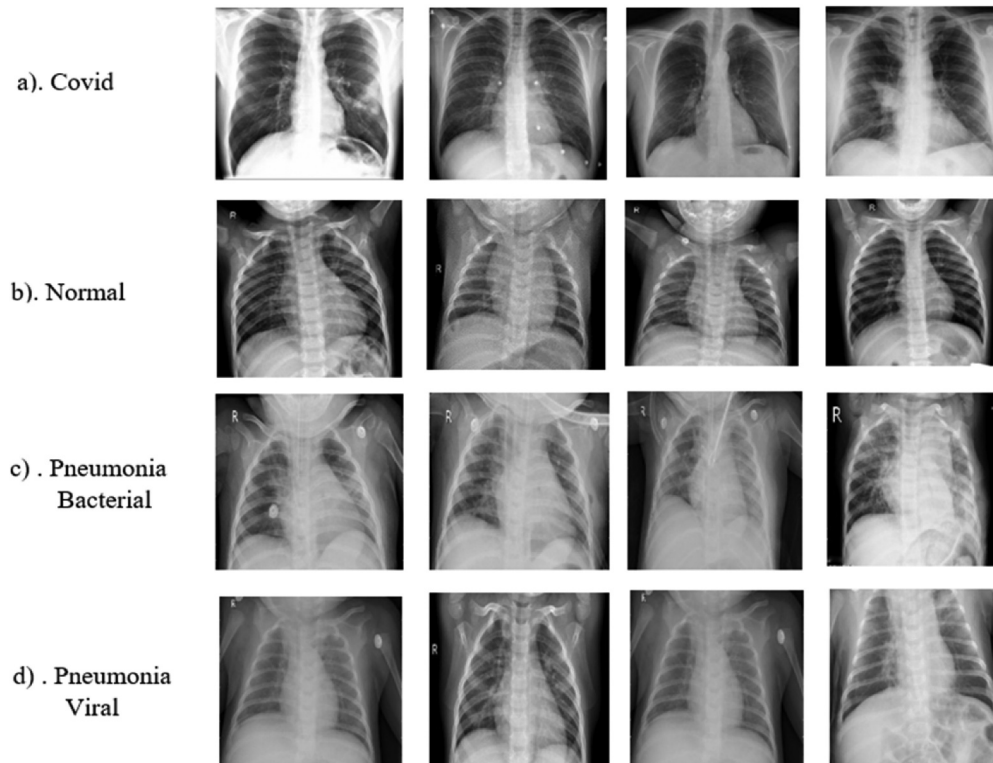 a). Covid
R
b). Normal
R
R
R
R
c) . Pneumonia
Bacterial
R
R
R
R
d) . Pneumonia
Viral
R
R
R